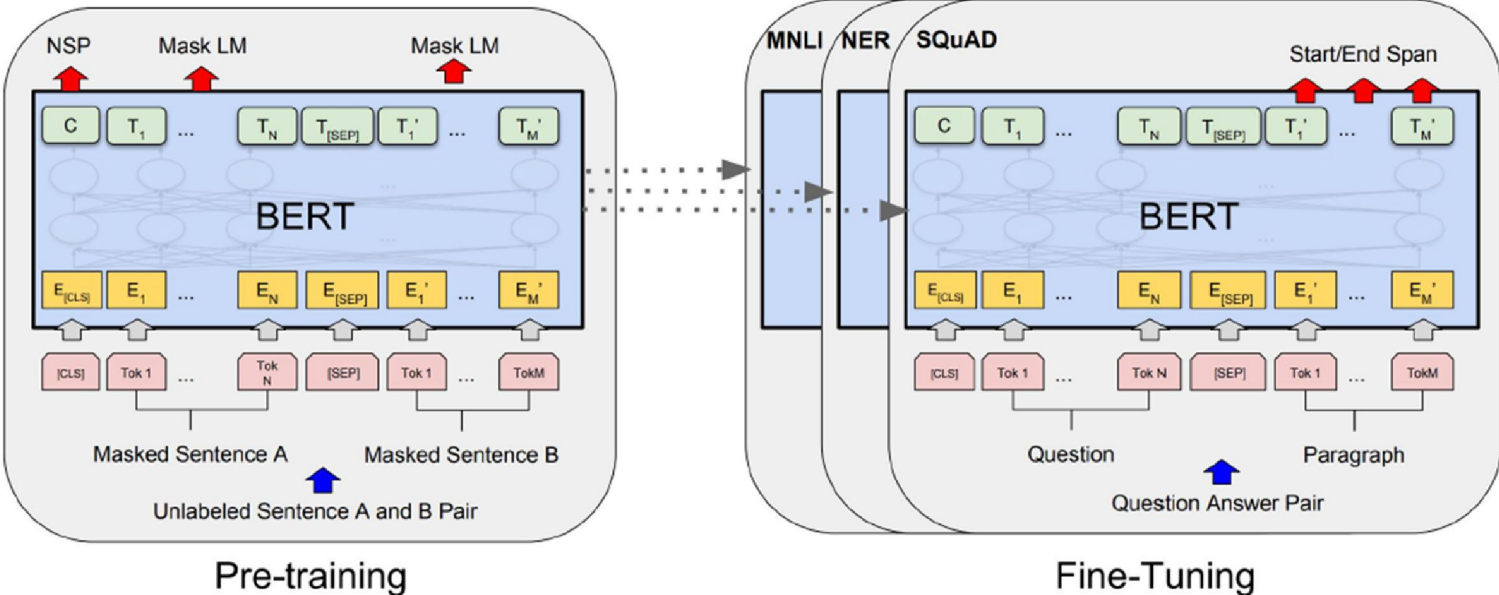 NSP Mask LM Mask LM
C T1 ... TN T[SEP] T1' ... TM'
...
BERT
...
E[CLS] E1 ... EN E[SEP] E1' ... EM'
[CLS] Tok 1 ... Tok N [SEP] Tok 1 ... TokM
Masked Sentence A Masked Sentence B
Unlabeled Sentence A and B Pair
Pre-training
MNLI NER SQuAD
Start/End Span
C T1 ... TN T[SEP] T1' ... TM'
...
BERT
...
E[CLS] E1 ... EN E[SEP] E1' ... EM'
[CLS] Tok 1 ... Tok N [SEP] Tok 1 ... TokM
Question Paragraph
Question Answer Pair
Fine-Tuning